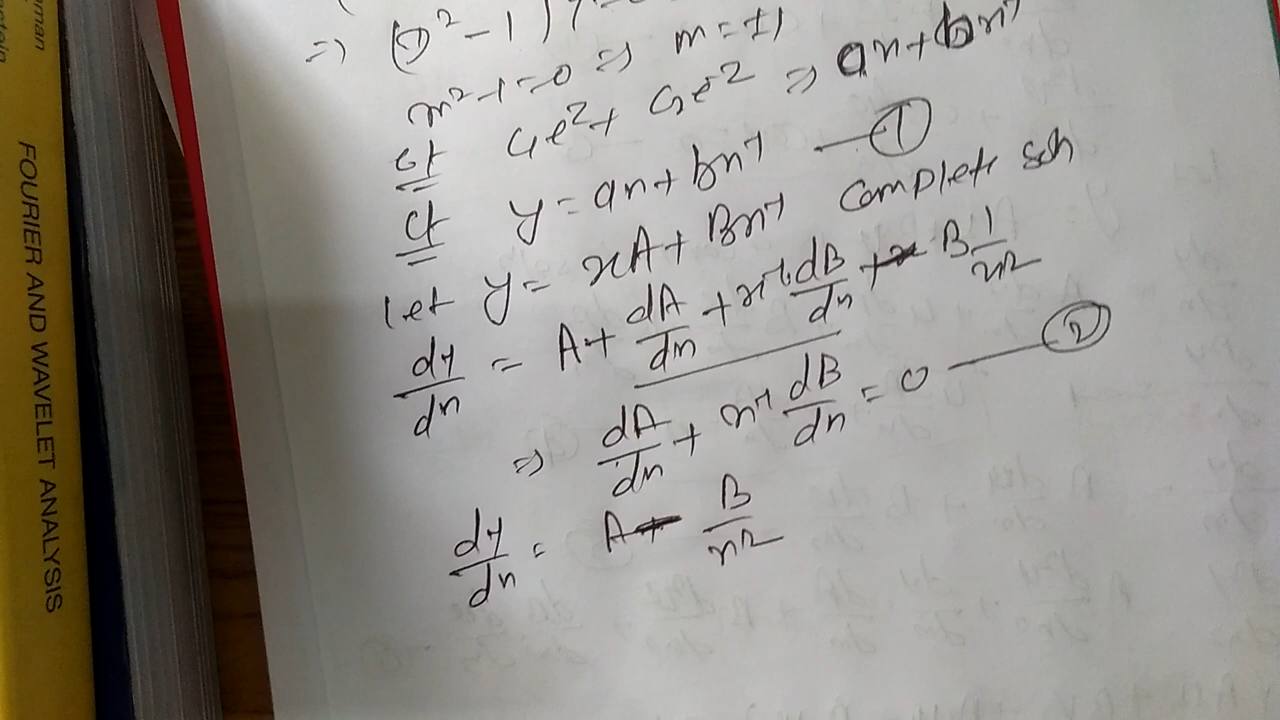 => (D² - 1)
m² - 1 = 0 => m = ±1
CF C₁e^z + C₂e^-z => ax + bx⁻¹
CF y = ax + bx⁻¹ — ①
let y = xA + Bx⁻¹ complete soln
dy/dx = A + dA/dx + x⁻¹ dB/dx + B 1/x²
=> dA/dx + x⁻¹ dB/dx = 0 — ②
dy/dx = A - B/x²
FOURIER AND WAVELET ANALYSIS
man